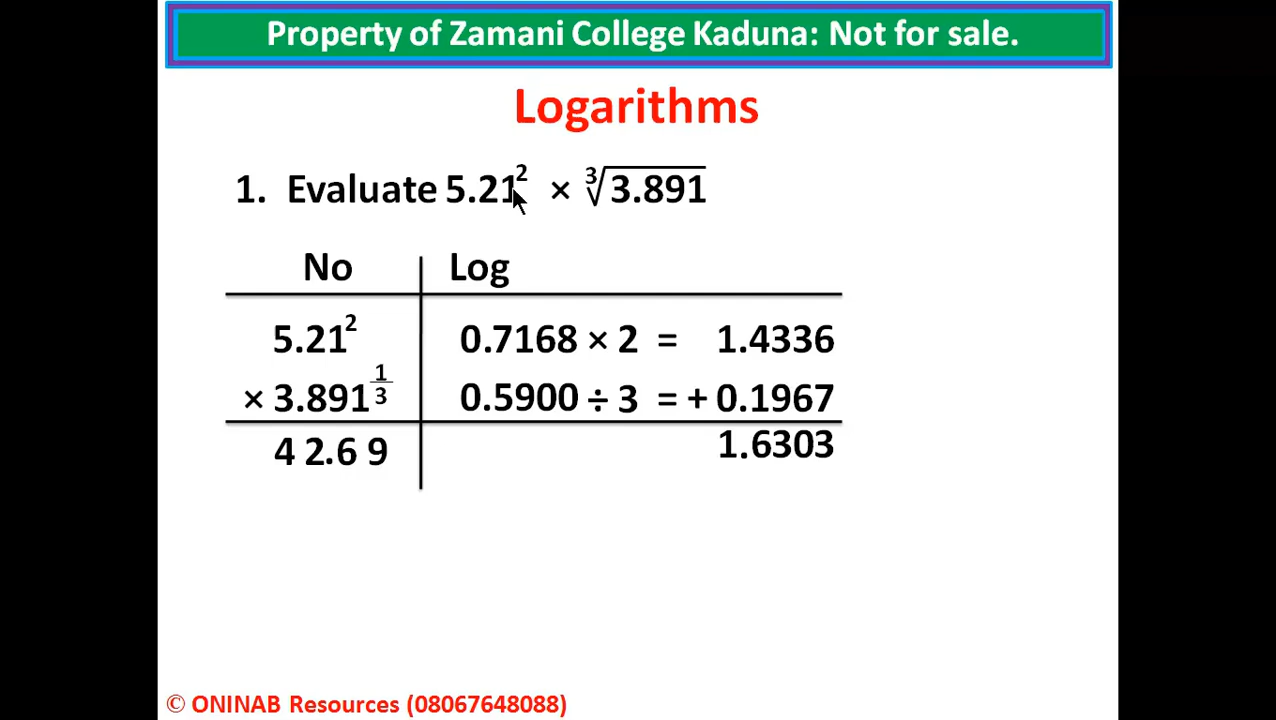 Property of Zamani College Kaduna: Not for sale.
Logarithms
1. Evaluate 5.21² × ∛3.891
No Log
5.21² 0.7168 × 2 = 1.4336
× 3.891^(1/3) 0.5900 ÷ 3 = + 0.1967
4 2.6 9 1.6303
© ONINAB Resources (08067648088)